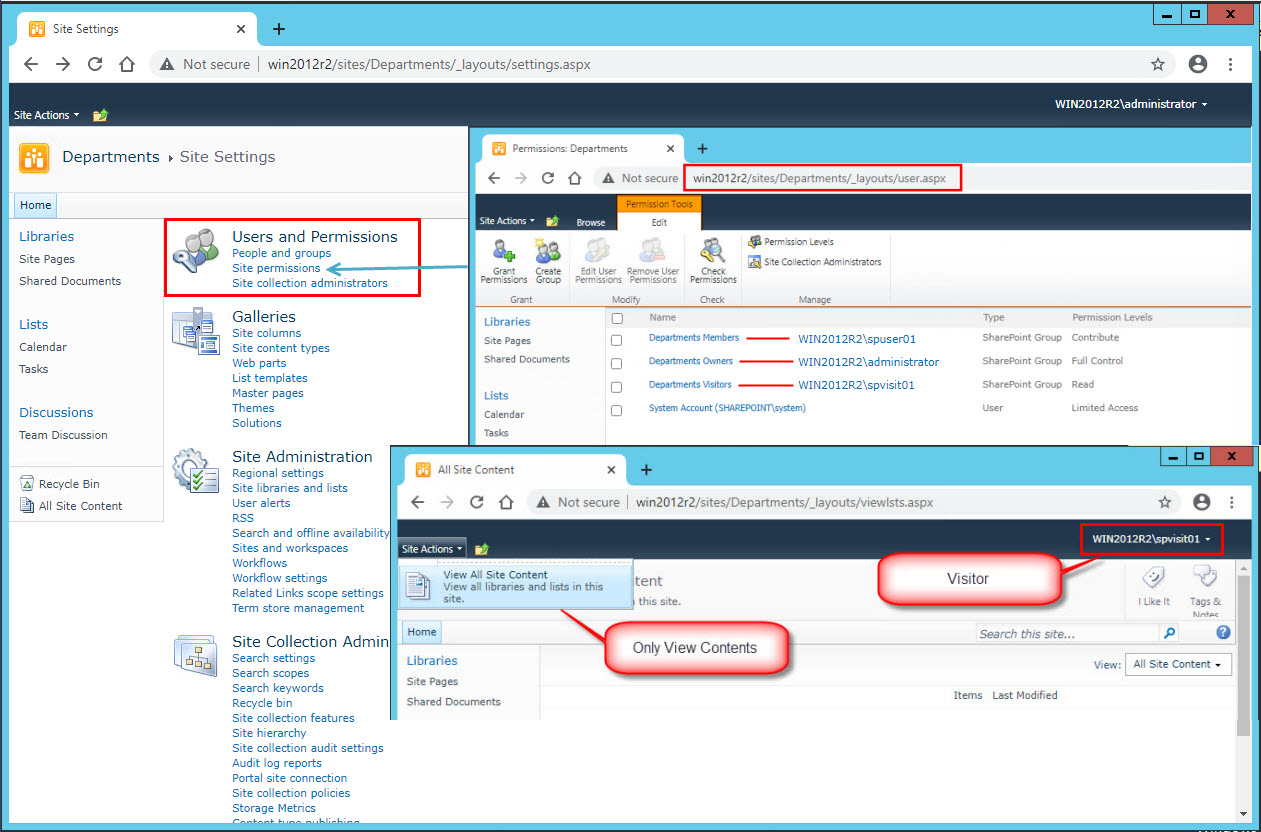 Site Settings
Not secure | win2012r2/sites/Departments/_layouts/settings.aspx
WIN2012R2\administrator
Site Actions
Departments ▸ Site Settings
Home
Libraries
Site Pages
Shared Documents
Lists
Calendar
Tasks
Discussions
Team Discussion
Recycle Bin
All Site Content
Users and Permissions
People and groups
Site permissions
Site collection administrators
Galleries
Site columns
Site content types
Web parts
List templates
Master pages
Themes
Solutions
Site Administration
Regional settings
Site libraries and lists
User alerts
RSS
Search and offline availability
Sites and workspaces
Workflows
Workflow settings
Related Links scope settings
Term store management
Site Collection Admin
Search settings
Search scopes
Search keywords
Recycle bin
Site collection features
Site hierarchy
Site collection audit settings
Audit log reports
Portal site connection
Site collection policies
Storage Metrics
Content type publishing
Permissions: Departments
Not secure win2012r2/sites/Departments/_layouts/user.aspx
Permission Tools
Site Actions Browse Edit
Grant Permissions
Create Group
Edit User Permissions
Remove User Permissions
Check Permissions
Permission Levels
Site Collection Administrators
Grant Modify Check Manage
Libraries
Site Pages
Shared Documents
Lists
Calendar
Tasks
Name Type Permission Levels
Departments Members WIN2012R2\spuser01 SharePoint Group Contribute
Departments Owners WIN2012R2\administrator SharePoint Group Full Control
Departments Visitors WIN2012R2\spvisit01 SharePoint Group Read
System Account (SHAREPOINT\system) User Limited Access
All Site Content
Not secure | win2012r2/sites/Departments/_layouts/viewlsts.aspx
WIN2012R2\spvisit01
Site Actions
View All Site Content
View all libraries and lists in this
site.
tent
this site.
Visitor
I Like It
Tags &
Notes
Only View Contents
Home
Search this site...
Libraries
Site Pages
Shared Documents
View: All Site Content
Items Last Modified